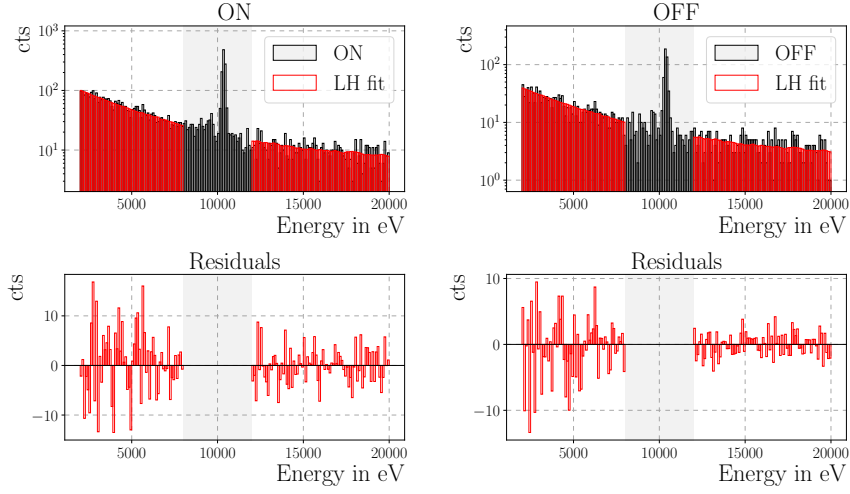 ON
cts
10³
10²
10¹
ON
LH fit
5000 10000 15000 20000
Energy in eV
OFF
cts
10²
10¹
10⁰
OFF
LH fit
5000 10000 15000 20000
Energy in eV
Residuals
cts
10
0
−10
5000 10000 15000 20000
Energy in eV
Residuals
cts
10
0
−10
5000 10000 15000 20000
Energy in eV